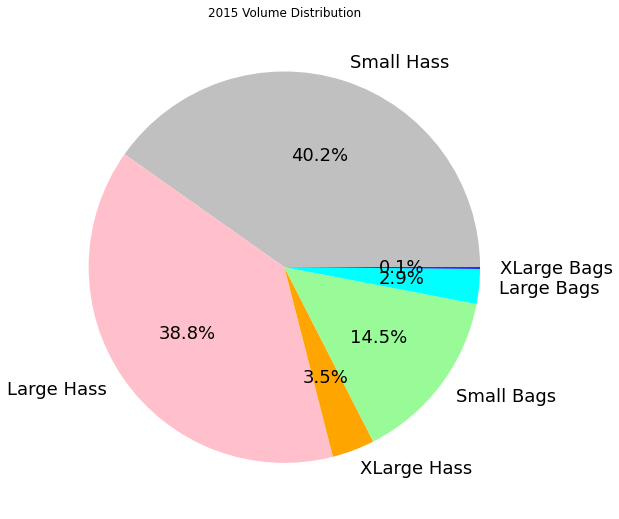 2015 Volume Distribution
Small Hass
40.2%
0.1%
XLarge Bags
2.9%
Large Bags
38.8%
14.5%
Large Hass
3.5%
Small Bags
XLarge Hass